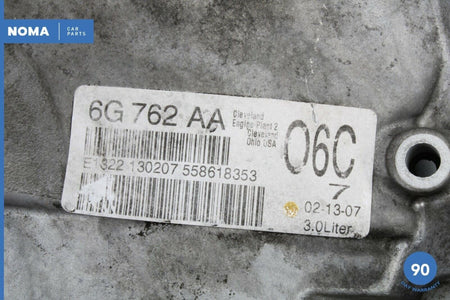 NOMA CAR
PARTS
6G 762 AA
Cleveland
Engine Plant 2
Cleveland
Ohio USA
06C
7
E1322 130207 558618353
02-13-07
3.0Liter
90
DAY WARRANTY